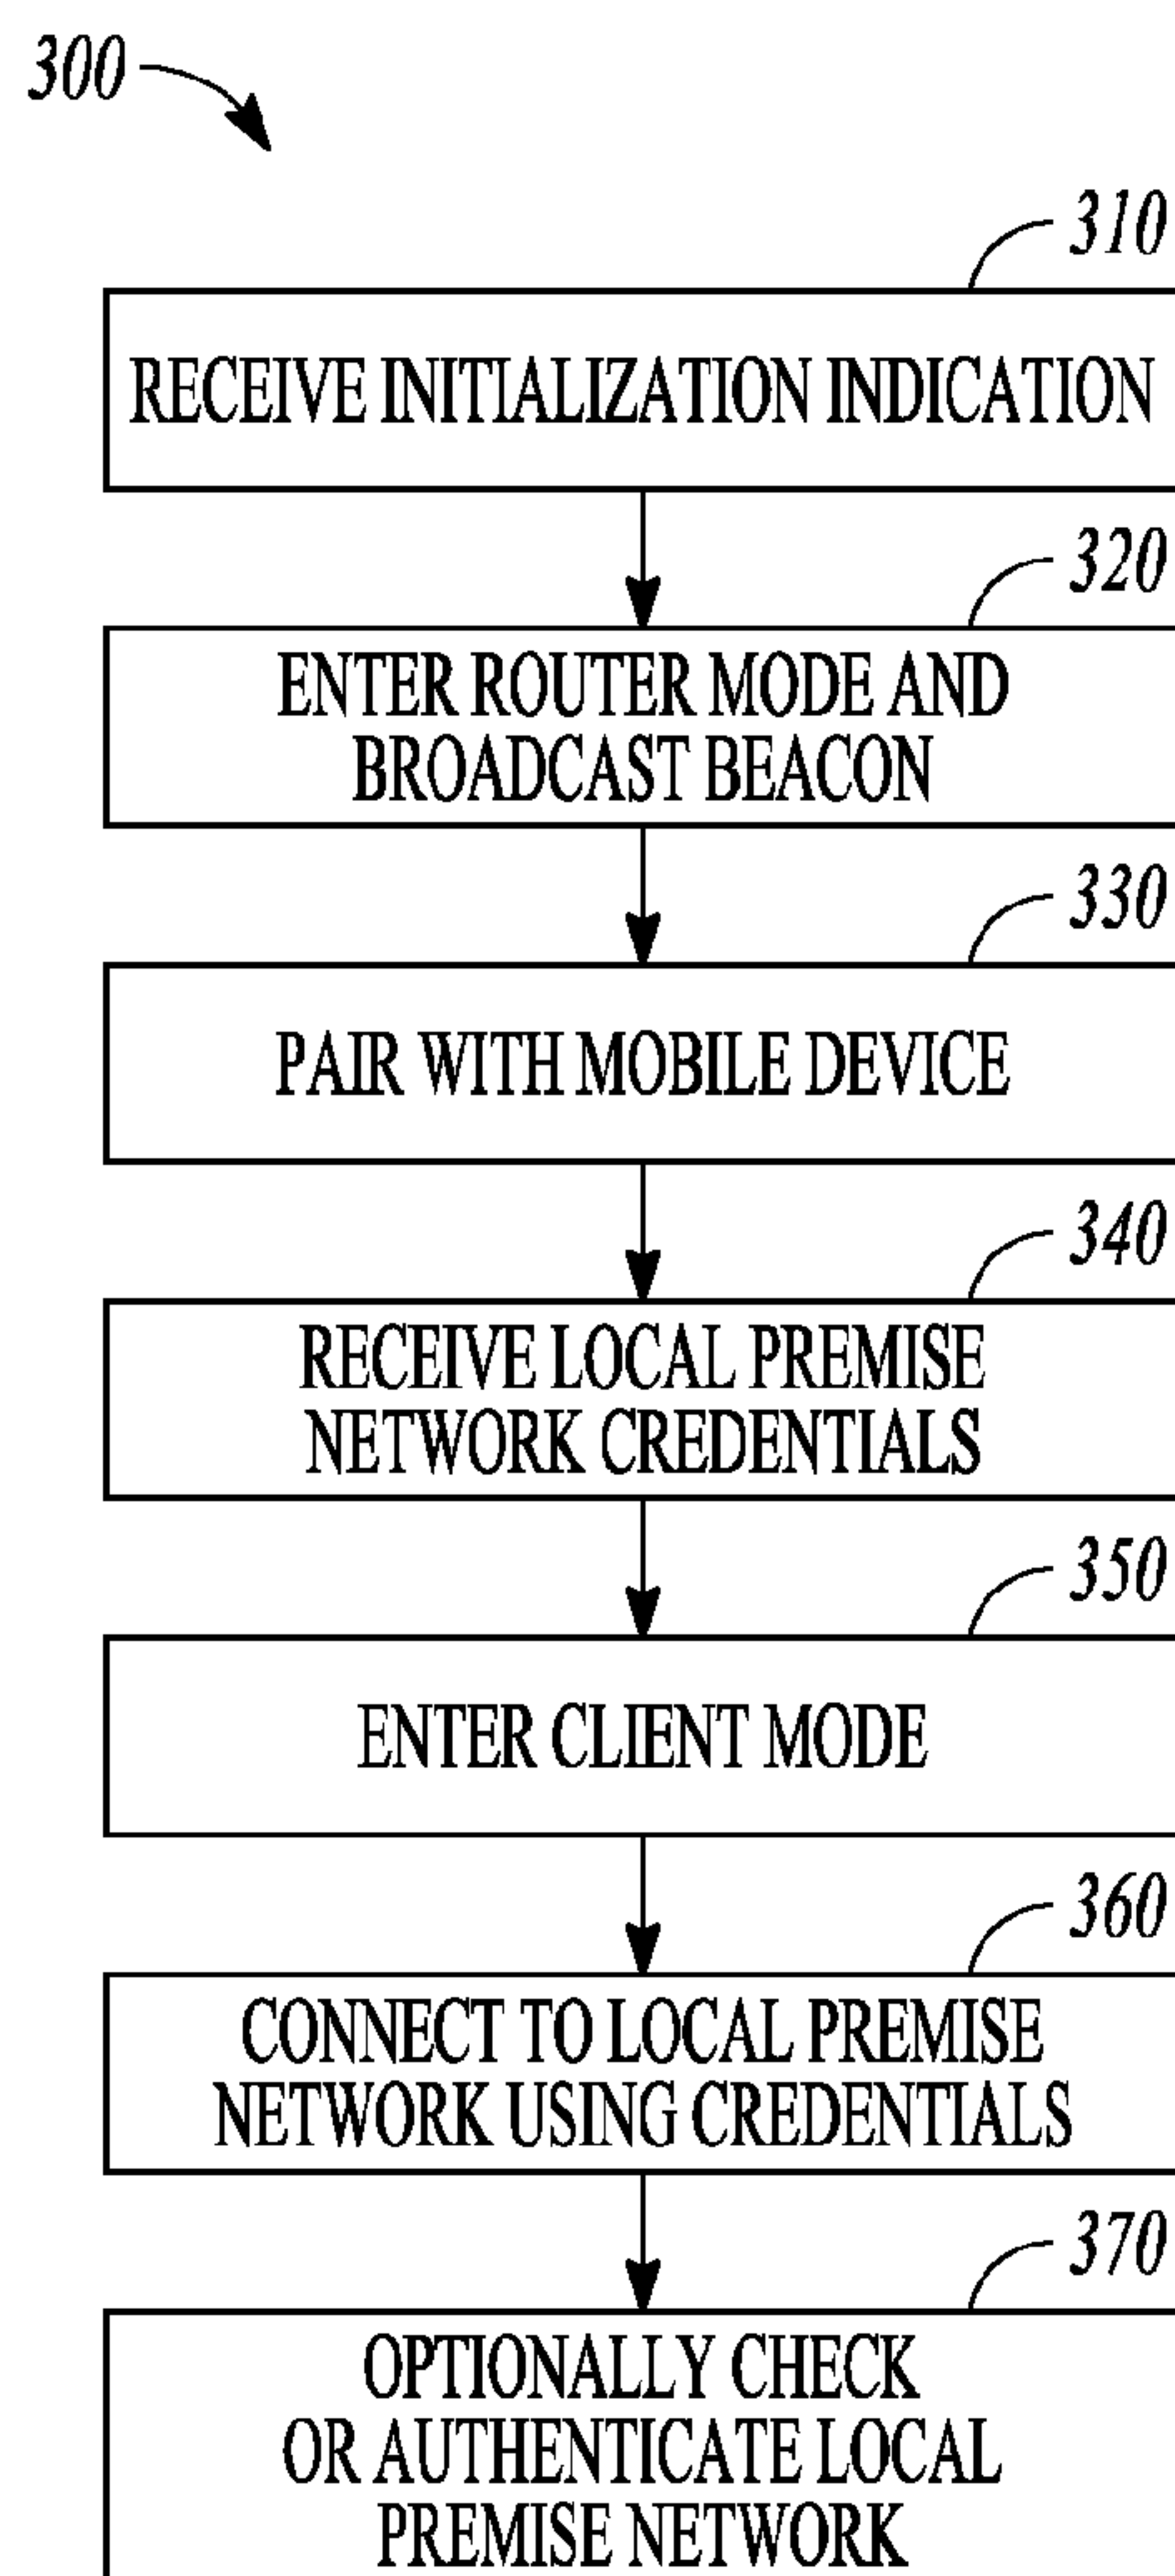 300
310
RECEIVE INITIALIZATION INDICATION
320
ENTER ROUTER MODE AND
BROADCAST BEACON
330
PAIR WITH MOBILE DEVICE
340
RECEIVE LOCAL PREMISE
NETWORK CREDENTIALS
350
ENTER CLIENT MODE
360
CONNECT TO LOCAL PREMISE
NETWORK USING CREDENTIALS
370
OPTIONALLY CHECK
OR AUTHENTICATE LOCAL
PREMISE NETWORK